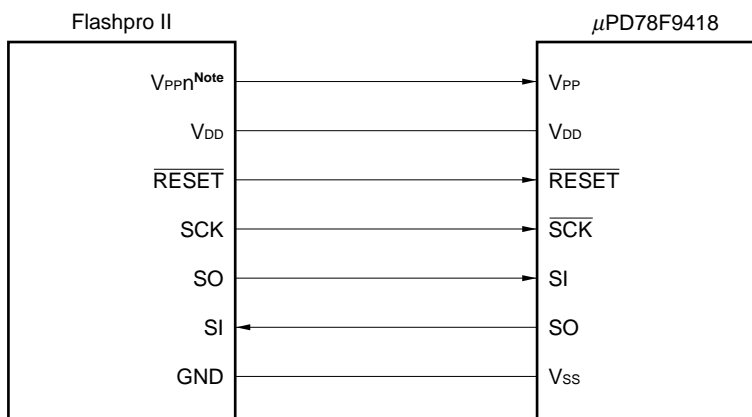 Flashpro II
μPD78F9418
VPPnNote
VPP
VDD
VDD
RESET
RESET
SCK
SCK
SO
SI
SI
SO
GND
VSS